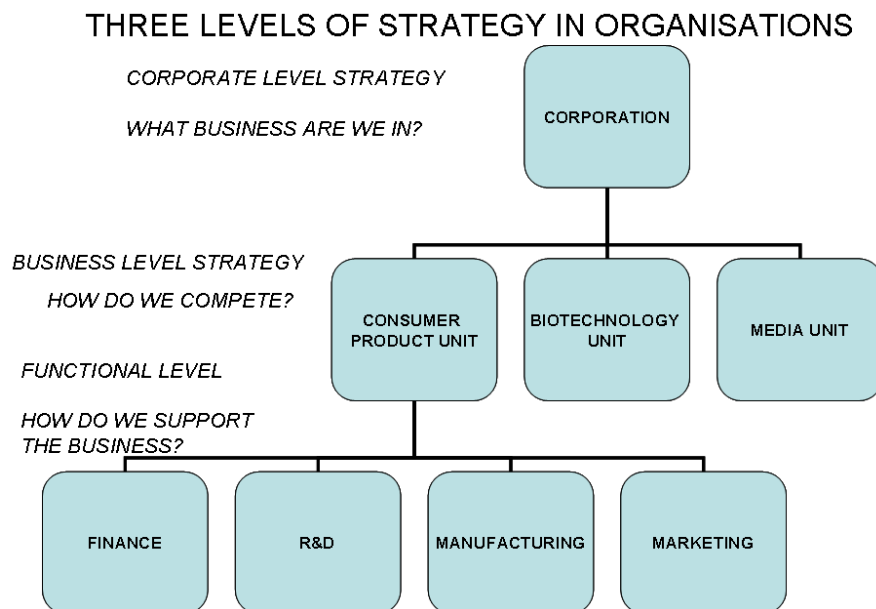 THREE LEVELS OF STRATEGY IN ORGANISATIONS
CORPORATE LEVEL STRATEGY
WHAT BUSINESS ARE WE IN?
CORPORATION
BUSINESS LEVEL STRATEGY
HOW DO WE COMPETE?
CONSUMER
PRODUCT UNIT
BIOTECHNOLOGY
UNIT
MEDIA UNIT
FUNCTIONAL LEVEL
HOW DO WE SUPPORT
THE BUSINESS?
FINANCE
R&D
MANUFACTURING
MARKETING